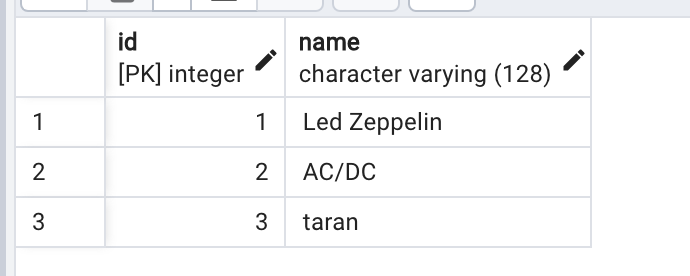 id name
[PK] integer character varying (128)
1 1 Led Zeppelin
2 2 AC/DC
3 3 taran